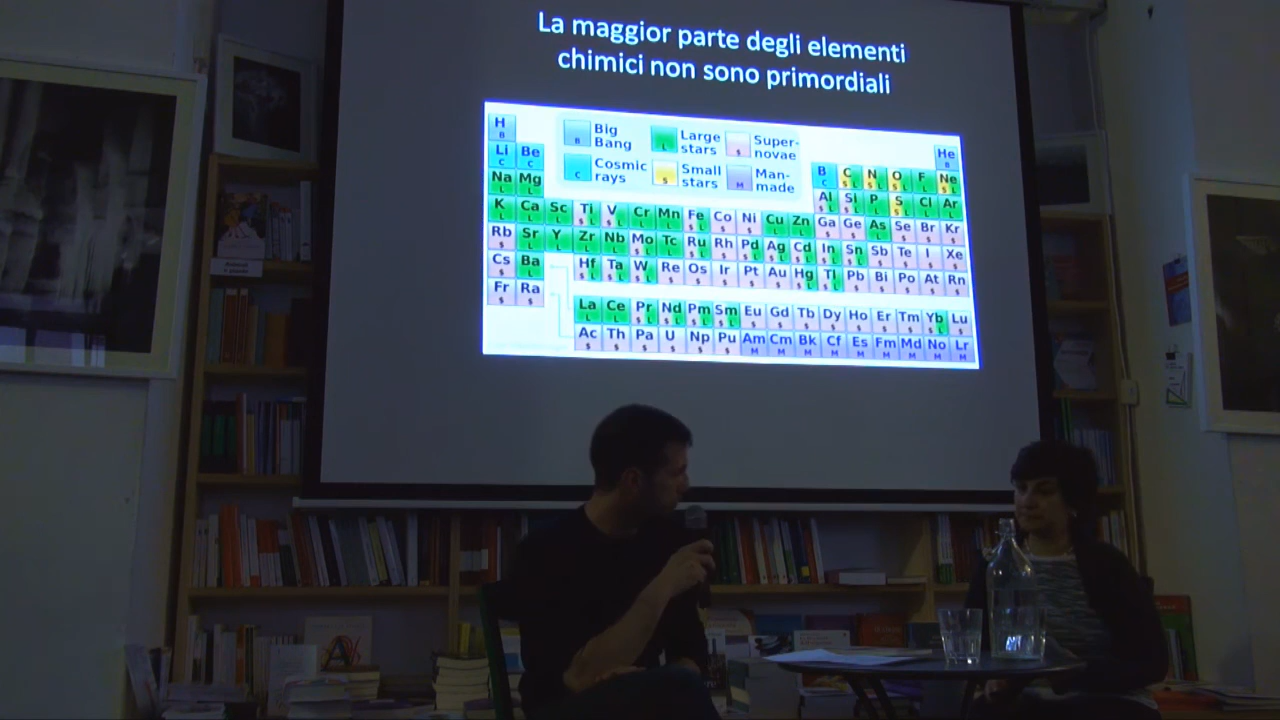 La maggior parte degli elementi
chimici non sono primordiali
H B
He B
B Big Bang
L Large stars
$ Super-novae
C Cosmic rays
S Small stars
M Man-made
Li C Be C
B C C S L N S L O S L F L Ne S L
Na L Mg L
Al $ L Si $ L P L S S L Cl L Ar L
K L Ca L Sc L Ti $ L V $ L Cr L Mn L Fe $ L Co $ Ni $ Cu L Zn L Ga $ Ge $ As L Se $ Br $ Kr $
Rb $ Sr L Y L Zr L Nb L Mo $ L Tc L Ru $ L Rh $ Pd $ L Ag $ L Cd $ L In $ L Sn $ L Sb $ Te $ I $ Xe $
Cs $ Ba L Hf $ L Ta $ L W $ L Re $ Os $ Ir $ Pt $ Au $ Hg $ L Tl $ L Pb $ Bi $ Po $ At $ Rn $
Fr $ Ra $
La L Ce L Pr $ L Nd $ L Pm $ L Sm $ L Eu $ Gd $ Tb $ Dy $ Ho $ Er $ Tm $ Yb $ L Lu $
Ac $ Th $ Pa $ U $ Np $ Pu $ Am M Cm M Bk M Cf M Es M Fm M Md M No M Lr M